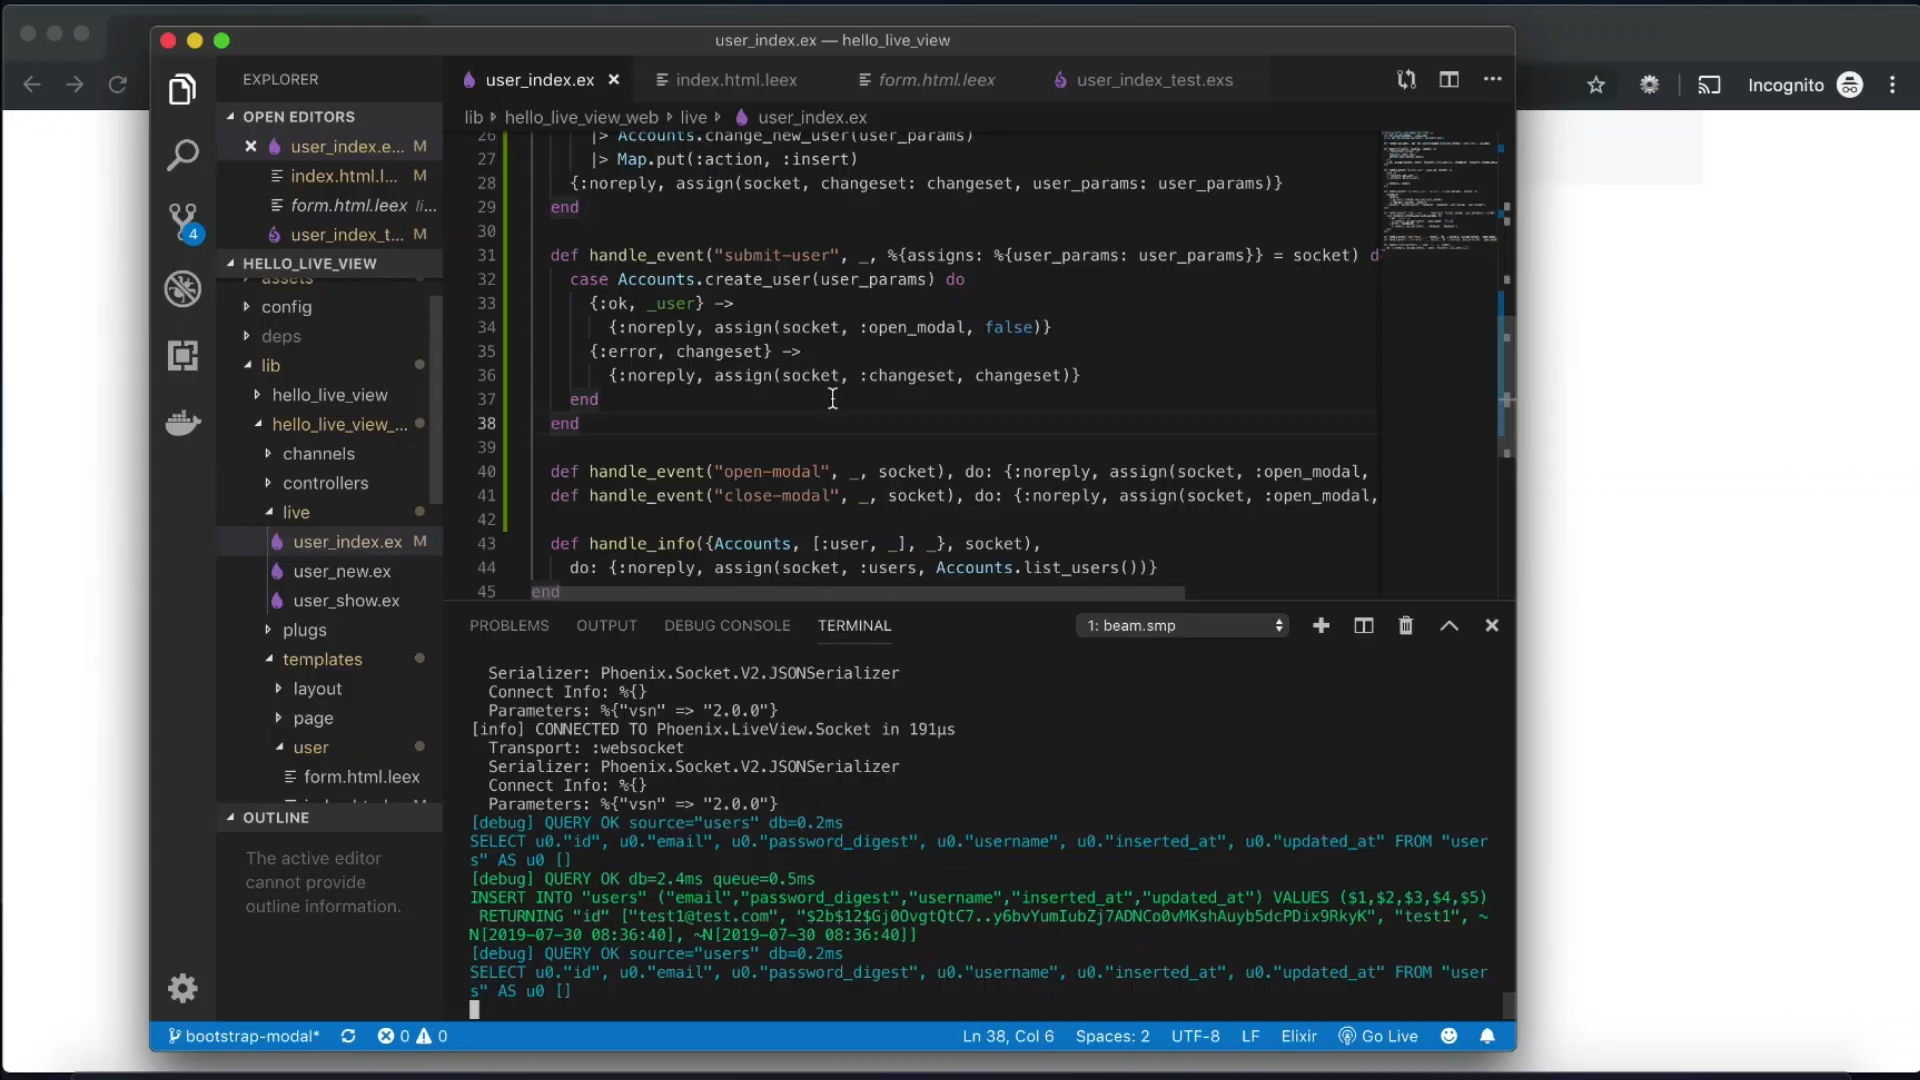 user_index.ex — hello_live_view
Incognito
EXPLORER
OPEN EDITORS
user_index.e... M
index.html.l... M
form.html.leex li...
user_index_t... M
HELLO_LIVE_VIEW
assets
config
deps
lib
hello_live_view
hello_live_view_...
channels
controllers
live
user_index.ex M
user_new.ex
user_show.ex
plugs
templates
layout
page
user
form.html.leex
OUTLINE
The active editor
cannot provide
outline information.
4
user_index.ex
index.html.leex
form.html.leex
user_index_test.exs
lib hello_live_view_web live user_index.ex
26 |> Accounts.change_new_user(user_params)
27 |> Map.put(:action, :insert)
28 {:noreply, assign(socket, changeset: changeset, user_params: user_params)}
29 end
30
31 def handle_event("submit-user", _, %{assigns: %{user_params: user_params}} = socket) d
32 case Accounts.create_user(user_params) do
33 {:ok, _user} ->
34 {:noreply, assign(socket, :open_modal, false)}
35 {:error, changeset} ->
36 {:noreply, assign(socket, :changeset, changeset)}
37 end
38 end
39
40 def handle_event("open-modal", _, socket), do: {:noreply, assign(socket, :open_modal,
41 def handle_event("close-modal", _, socket), do: {:noreply, assign(socket, :open_modal,
42
43 def handle_info({Accounts, [:user, _], _}, socket),
44 do: {:noreply, assign(socket, :users, Accounts.list_users())}
45 end
PROBLEMS OUTPUT DEBUG CONSOLE TERMINAL 1: beam.smp
Serializer: Phoenix.Socket.V2.JSONSerializer
Connect Info: %{}
Parameters: %{"vsn" => "2.0.0"}
[info] CONNECTED TO Phoenix.LiveView.Socket in 191µs
Transport: :websocket
Serializer: Phoenix.Socket.V2.JSONSerializer
Connect Info: %{}
Parameters: %{"vsn" => "2.0.0"}
[debug] QUERY OK source="users" db=0.2ms
SELECT u0."id", u0."email", u0."password_digest", u0."username", u0."inserted_at", u0."updated_at" FROM "user
s" AS u0 []
[debug] QUERY OK db=2.4ms queue=0.5ms
INSERT INTO "users" ("email","password_digest","username","inserted_at","updated_at") VALUES ($1,$2,$3,$4,$5)
RETURNING "id" ["test1@test.com", "$2b$12$Gj0OvgtQtC7..y6bvYumIubZj7ADNCo0vMKshAuyb5dcPDix9RkyK", "test1", ~
N[2019-07-30 08:36:40], ~N[2019-07-30 08:36:40]]
[debug] QUERY OK source="users" db=0.2ms
SELECT u0."id", u0."email", u0."password_digest", u0."username", u0."inserted_at", u0."updated_at" FROM "user
s" AS u0 []
bootstrap-modal* 0 0 Ln 38, Col 6 Spaces: 2 UTF-8 LF Elixir Go Live